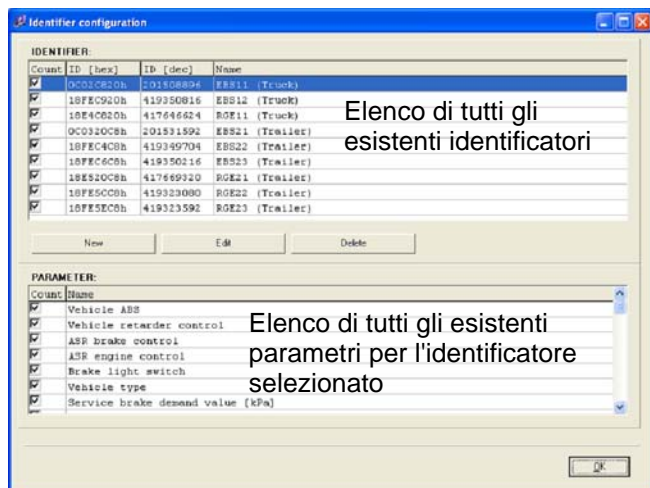 Identifier configuration
IDENTIFIER:
Count ID [hex] ID [dec] Name
0C02C820h 201508896 EBS11 (Truck)
18FEC920h 419350816 EBS12 (Truck)
18E4C820h 417646624 RGE11 (Truck)
0C0320C8h 201531592 EBS21 (Trailer)
18FEC4C8h 419349704 EBS22 (Trailer)
18FEC6C8h 419350216 EBS23 (Trailer)
18E520C8h 417669320 RGE21 (Trailer)
18FE5CC8h 419323080 RGE22 (Trailer)
18FE5EC8h 419323592 RGE23 (Trailer)
Elenco di tutti gli
esistenti identificatori
New Edit Delete
PARAMETER:
Count Name
Vehicle ABS
Vehicle retarder control
ASR brake control
ASR engine control
Brake light switch
Vehicle type
Service brake demand value [kPa]
Elenco di tutti gli esistenti
parametri per l'identificatore
selezionato
OK